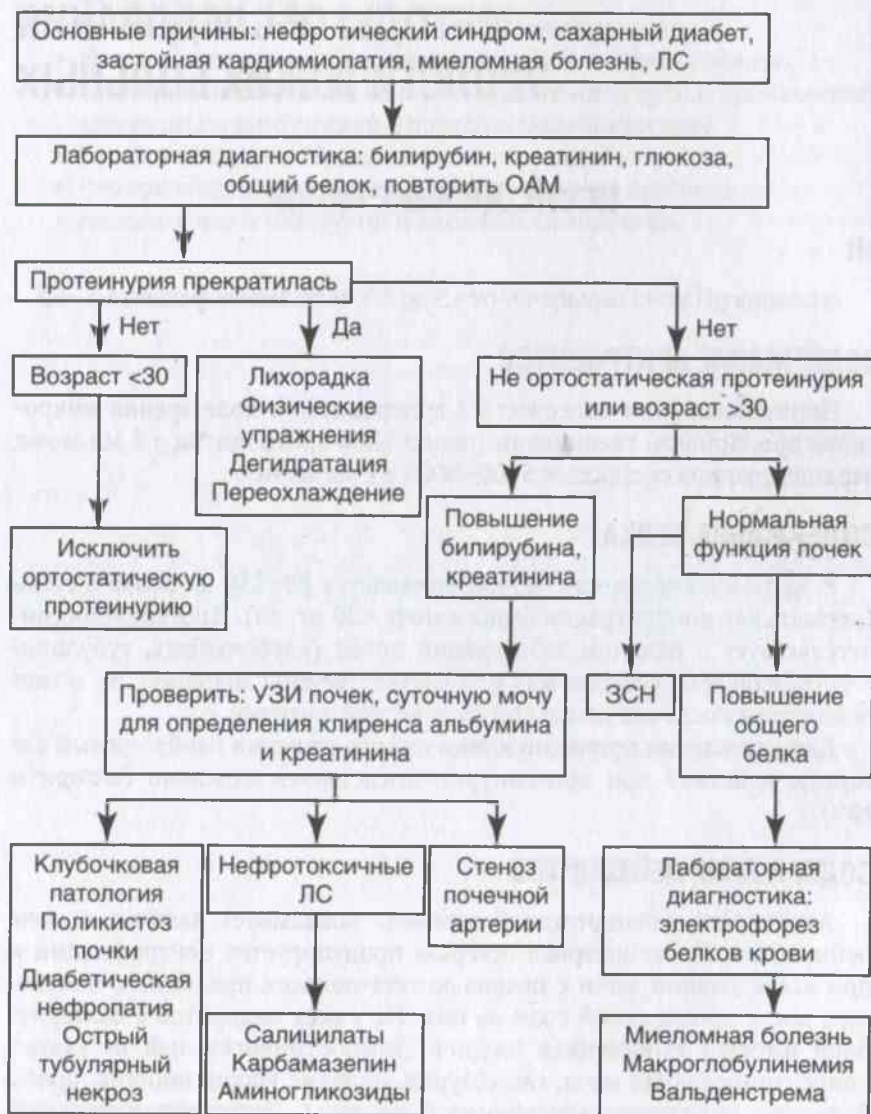 Основные причины: нефротический синдром, сахарный диабет,
застойная кардиомиопатия, миеломная болезнь, ЛС
Лабораторная диагностика: билирубин, креатинин, глюкоза,
общий белок, повторить ОАМ
Протеинурия прекратилась
Нет
Да
Нет
Возраст <30
Лихорадка
Физические
упражнения
Дегидратация
Переохлаждение
Не ортостатическая протеинурия
или возраст >30
Исключить
ортостатическую
протеинурию
Повышение
билирубина,
креатинина
Нормальная
функция почек
Проверить: УЗИ почек, суточную мочу
для определения клиренса альбумина
и креатинина
ЗСН
Повышение
общего
белка
Клубочковая
патология
Поликистоз
почки
Диабетическая
нефропатия
Острый
тубулярный
некроз
Нефротоксичные
ЛС
Стеноз
почечной
артерии
Лабораторная
диагностика:
электрофорез
белков крови
Салицилаты
Карбамазепин
Аминогликозиды
Миеломная болезнь
Макроглобулинемия
Вальденстрема